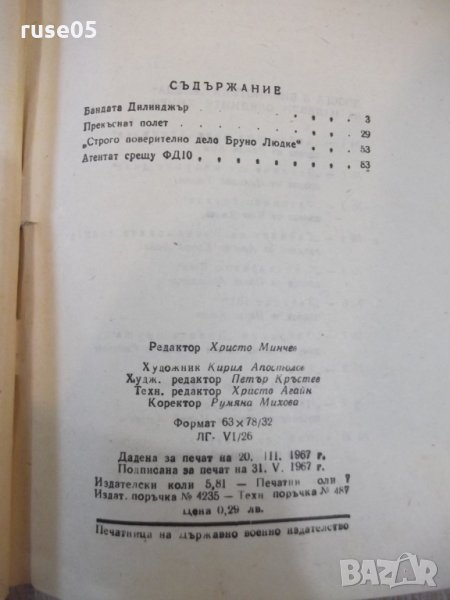 ruse05
СЪДЪРЖАНИЕ
Бандата Дилинджър . . . . 3
Прекъснат полет . . . . . 29
„Строго поверително дело Бруно Людке“ . . 53
Атентат срещу ФД10 . . . . 83
Редактор Христо Минчев
Художник Кирил Апостолов
Худж. редактор Петър Кръстев
Техн. редактор Христо Агайн
Коректор Румяна Михова
Формат 63 × 78/32
ЛГ· VI/26
Дадена за печат на 20. III. 1967 г.
Подписана за печат на 31. V. 1967 г.
Издателски коли 5,81 — Печатни коли 7
Издат. поръчка № 4235 — Техн поръчка № 487
Цена 0,29 лв.
Печатница на Държавно военно издателство
BAZAR
.bg